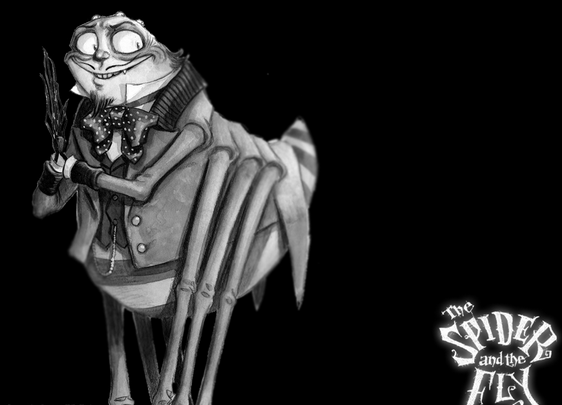 The
SPIDER
and the
FLY